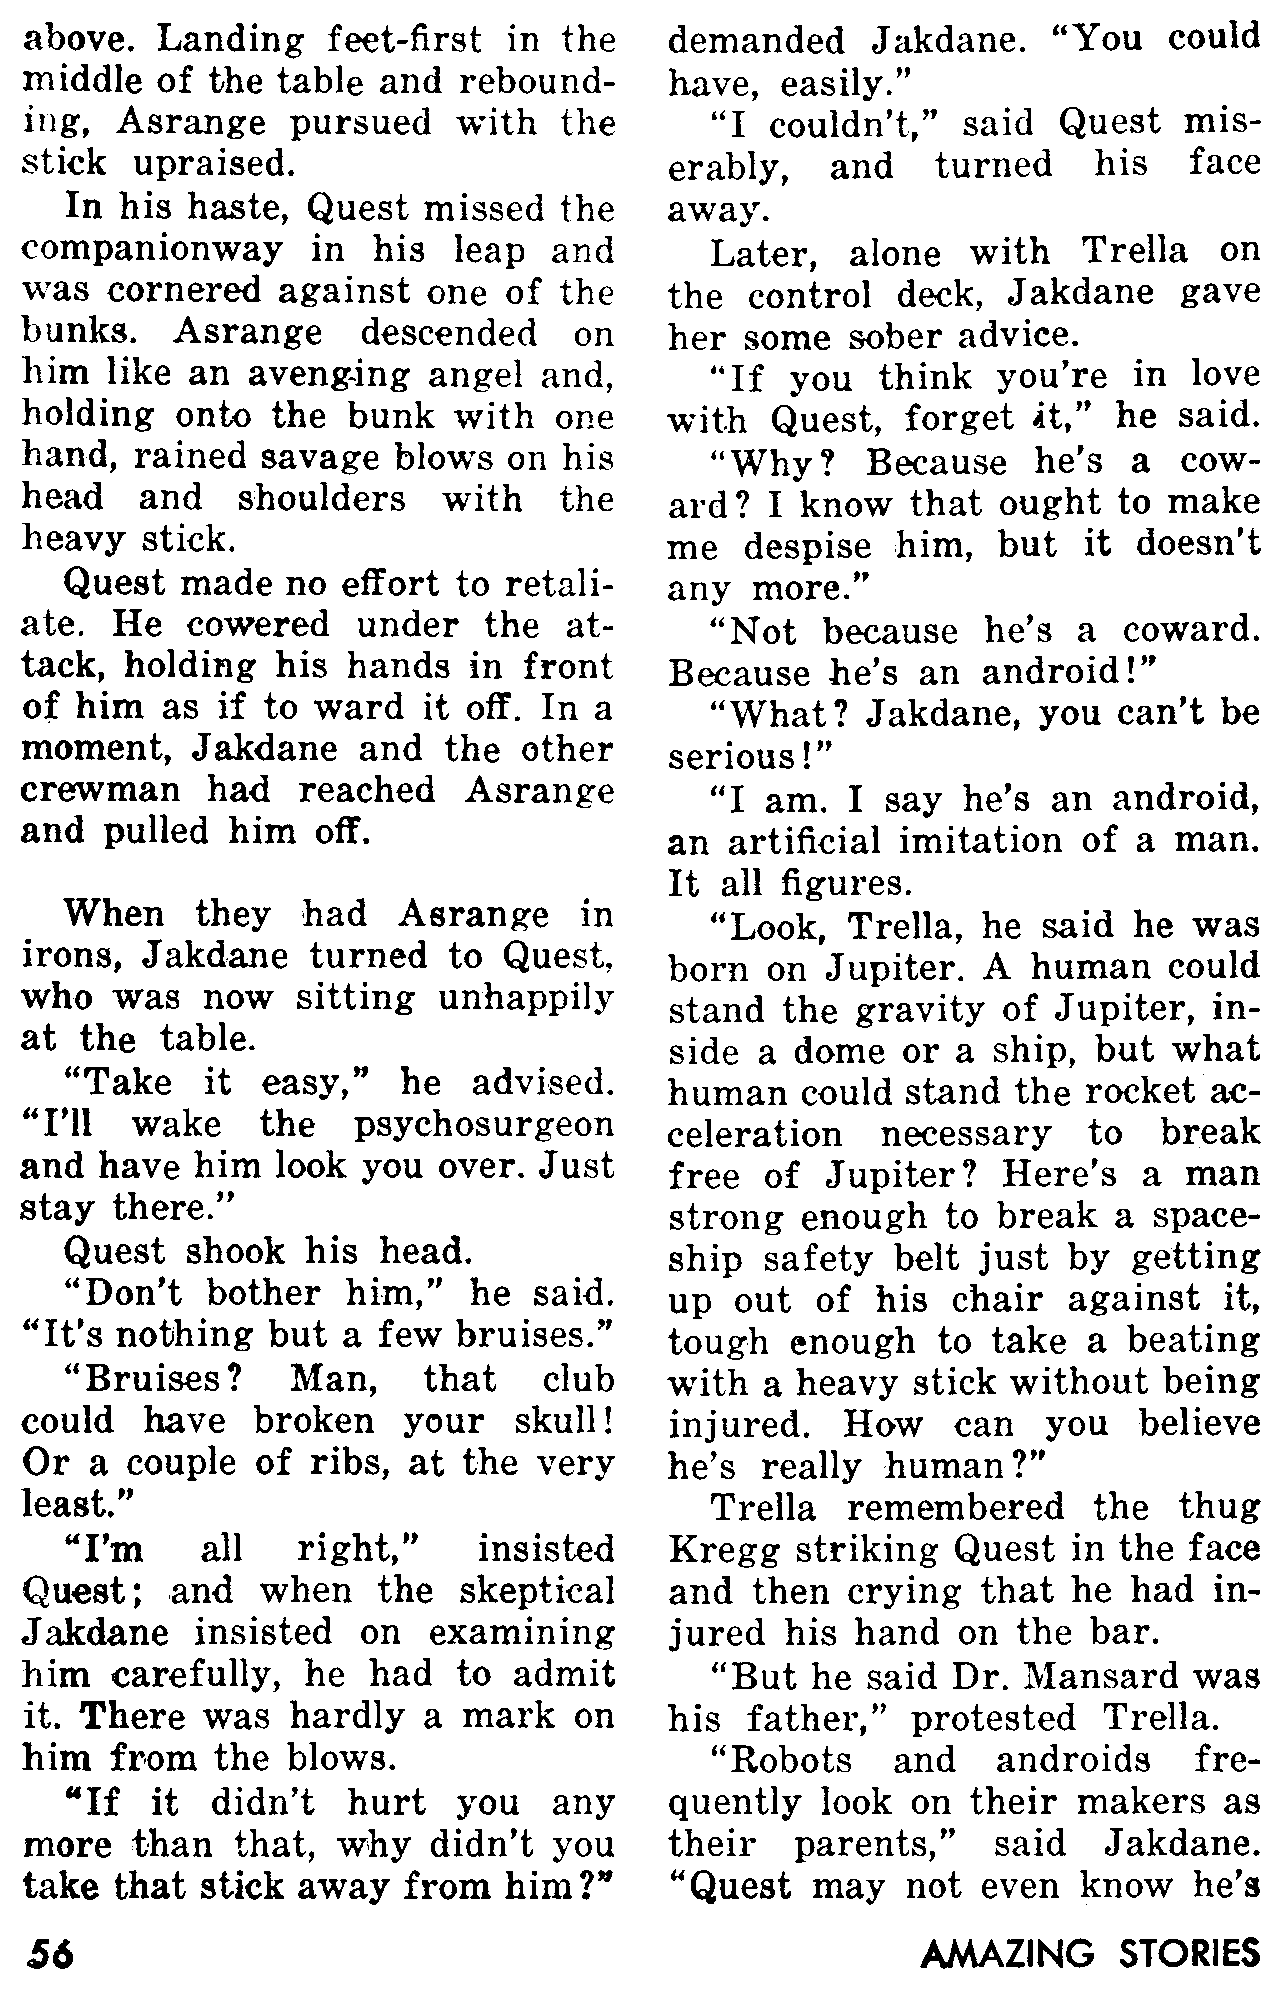 above. Landing feet-first in the
middle of the table and rebound-
ing, Asrange pursued with the
stick upraised.
In his haste, Quest missed the
companionway in his leap and
was cornered against one of the
bunks. Asrange descended on
him like an avenging angel and,
holding onto the bunk with one
hand, rained savage blows on his
head and shoulders with the
heavy stick.
Quest made no effort to retali-
ate. He cowered under the at-
tack, holding his hands in front
of him as if to ward it off. In a
moment, Jakdane and the other
crewman had reached Asrange
and pulled him off.
When they had Asrange in
irons, Jakdane turned to Quest,
who was now sitting unhappily
at the table.
“Take it easy,” he advised.
“I’ll wake the psychosurgeon
and have him look you over. Just
stay there.”
Quest shook his head.
“Don’t bother him,” he said.
“It’s nothing but a few bruises.”
“Bruises? Man, that club
could have broken your skull!
Or a couple of ribs, at the very
least.”
“I’m all right,” insisted
Quest; and when the skeptical
Jakdane insisted on examining
him carefully, he had to admit
it. There was hardly a mark on
him from the blows.
“If it didn’t hurt you any
more than that, why didn’t you
take that stick away from him?”
demanded Jakdane. “You could
have, easily.”
“I couldn’t,” said Quest mis-
erably, and turned his face
away.
Later, alone with Trella on
the control deck, Jakdane gave
her some sober advice.
“If you think you’re in love
with Quest, forget it,” he said.
“Why? Because he’s a cow-
ard? I know that ought to make
me despise him, but it doesn’t
any more.”
“Not because he’s a coward.
Because he’s an android!”
“What? Jakdane, you can’t be
serious!”
“I am. I say he’s an android,
an artificial imitation of a man.
It all figures.
“Look, Trella, he said he was
born on Jupiter. A human could
stand the gravity of Jupiter, in-
side a dome or a ship, but what
human could stand the rocket ac-
celeration necessary to break
free of Jupiter? Here’s a man
strong enough to break a space-
ship safety belt just by getting
up out of his chair against it,
tough enough to take a beating
with a heavy stick without being
injured. How can you believe
he’s really human?”
Trella remembered the thug
Kregg striking Quest in the face
and then crying that he had in-
jured his hand on the bar.
“But he said Dr. Mansard was
his father,” protested Trella.
“Robots and androids fre-
quently look on their makers as
their parents,” said Jakdane.
“Quest may not even know he’s
56
AMAZING STORIES